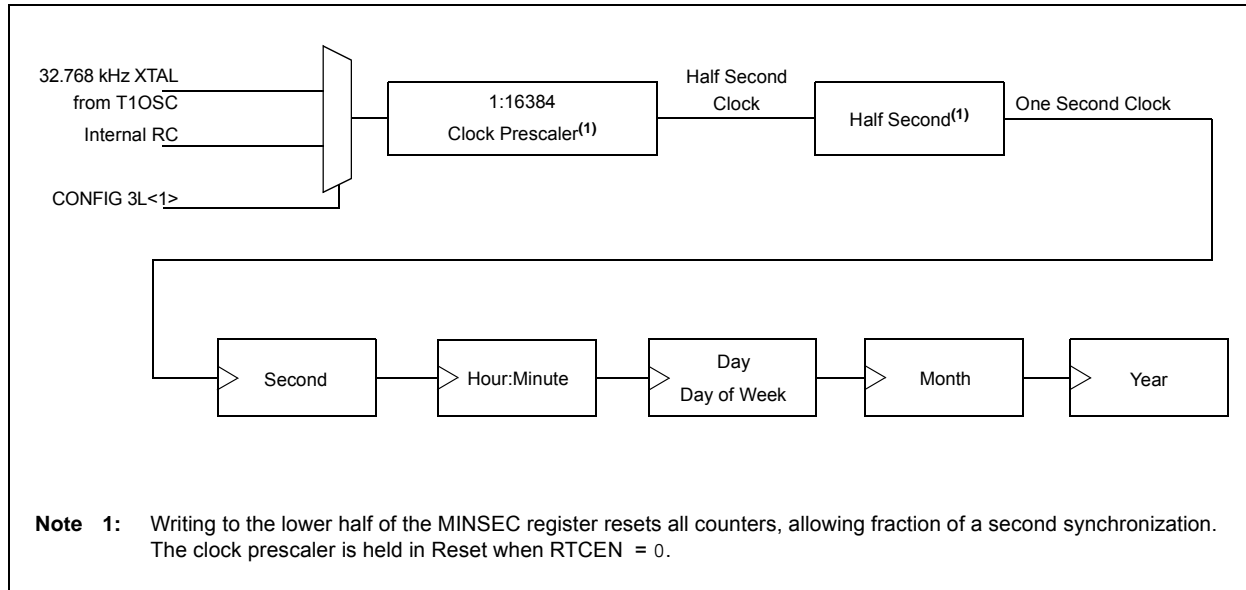 32.768 kHz XTAL
from T1OSC
Internal RC
CONFIG 3L<1>
1:16384
Clock Prescaler(1)
Half Second
Clock
Half Second(1)
One Second Clock
Second
Hour:Minute
Day
Day of Week
Month
Year
Note 1: Writing to the lower half of the MINSEC register resets all counters, allowing fraction of a second synchronization.
The clock prescaler is held in Reset when RTCEN = 0.